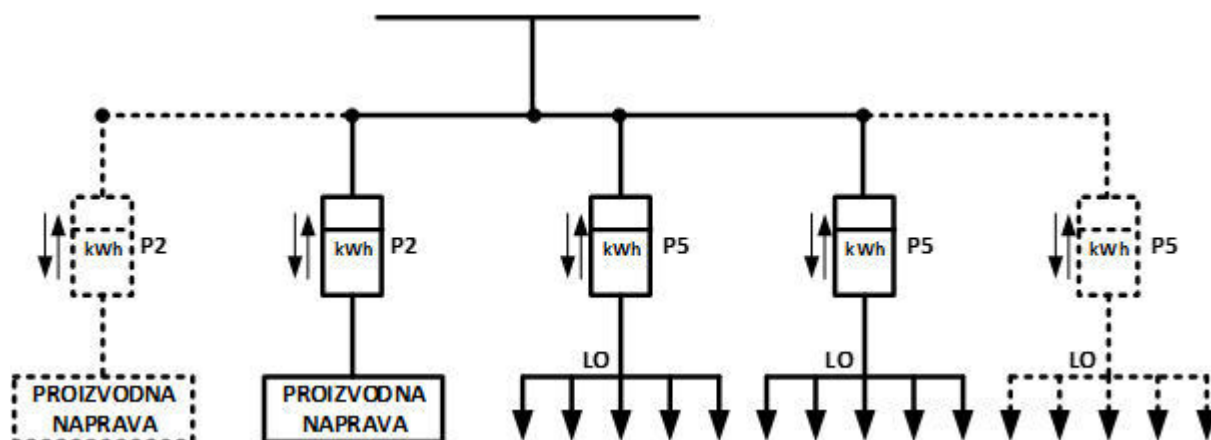 kWh P2
kWh P2
kWh P5
kWh P5
kWh P5
LO
LO
LO
PROIZVODNA
NAPRAVA
PROIZVODNA
NAPRAVA